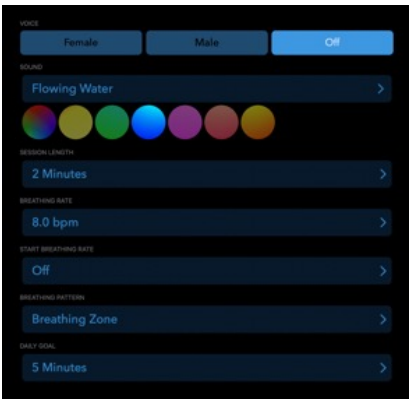 VOICE
Female Male Off
SOUND
Flowing Water
SESSION LENGTH
2 Minutes
BREATHING RATE
8.0 bpm
START BREATHING RATE
Off
BREATHING PATTERN
Breathing Zone
DAILY GOAL
5 Minutes